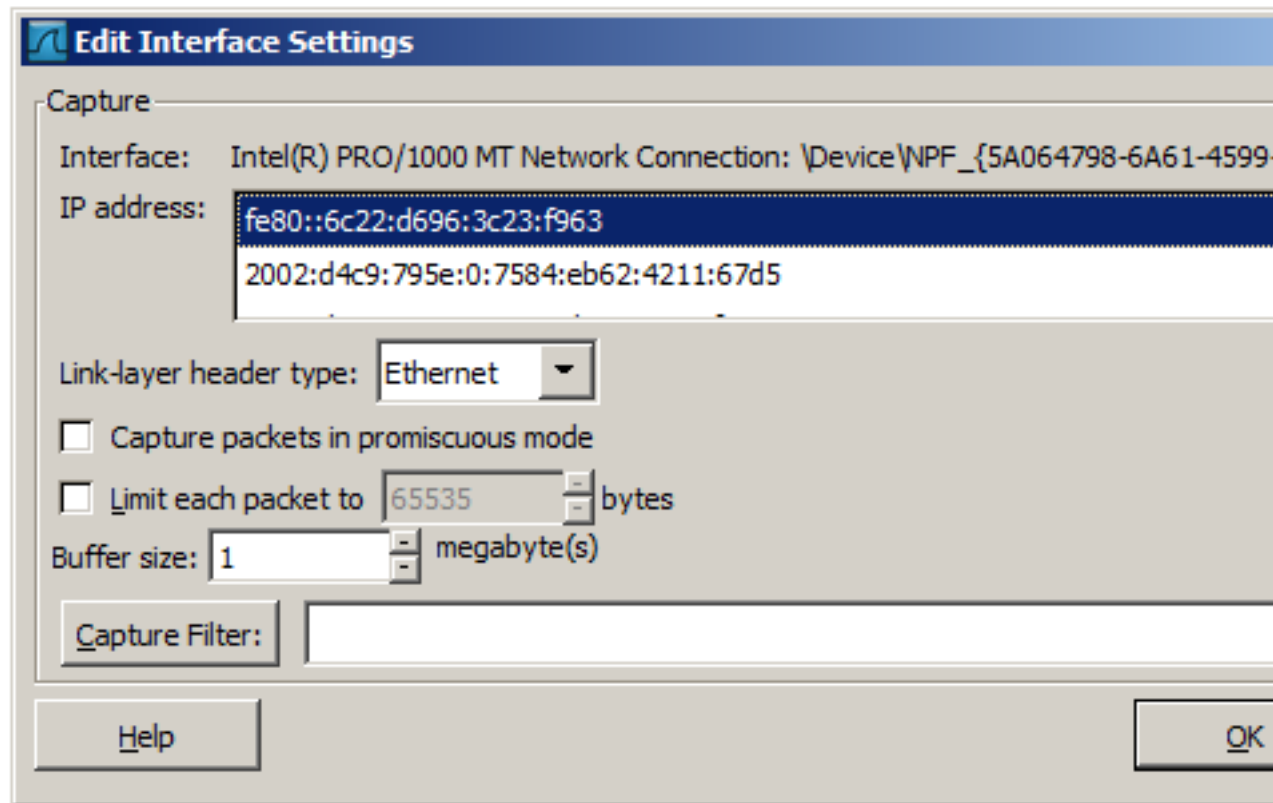 Edit Interface Settings
Capture
Interface: Intel(R) PRO/1000 MT Network Connection: \Device\NPF_{5A064798-6A61-4599-
IP address:
fe80::6c22:d696:3c23:f963
2002:d4c9:795e:0:7584:eb62:4211:67d5
Link-layer header type: Ethernet
Capture packets in promiscuous mode
Limit each packet to 65535 bytes
Buffer size: 1 megabyte(s)
Capture Filter:
Help OK